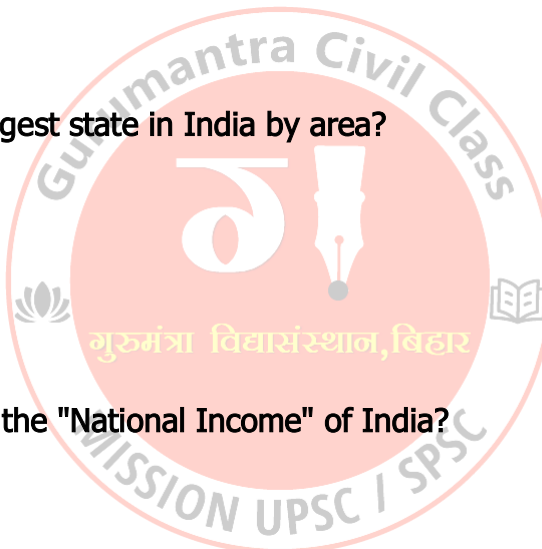 Gurumantra Civil Class
gest state in India by area?
गुरुमंत्रा विद्यासंस्थान,बिहार
the "National Income" of India?
MISSION UPSC / SPSC